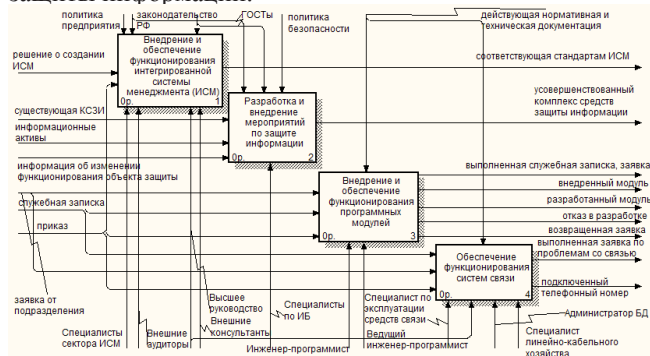 защиты информации.
политика
предприятия
законодательство
РФ
ГОСТы
политика
безопасности
действующая нормативная и
техническая документация
решение о создании
ИСМ
Внедрение и
обеспечение
функционирования
интегрированной
системы
менеджмента (ИСМ)
0р. 1
соответствующая стандартам ИСМ
существующая КСЗИ
информационные
активы
Разработка и
внедрение
мероприятий
по защите
информации
0р. 2
усовершенствованный
комплекс средств
защиты информации
информация об изменении
функционирования объекта защиты
служебная записка
приказ
Внедрение и
обеспечение
функционирования
программных
модулей
0р. 3
выполненная служебная записка, заявка
внедренный модуль
разработанный модуль
отказ в разработке
возвращенная заявка
выполненная заявка по
проблемам со связью
Обеспечение
функционирования
систем связи
0р. 4
подключенный
телефонный номер
заявка от
подразделения
Специалисты
сектора ИСМ
Внешние
аудиторы
Высшее
руководство
Внешние
консультанты
Специалисты
по ИБ
Инженер-программист
Специалист по
эксплуатации
средств связи
Ведущий
инженер-программист
Администратор БД
Специалист
линейно-кабельного
хозяйства